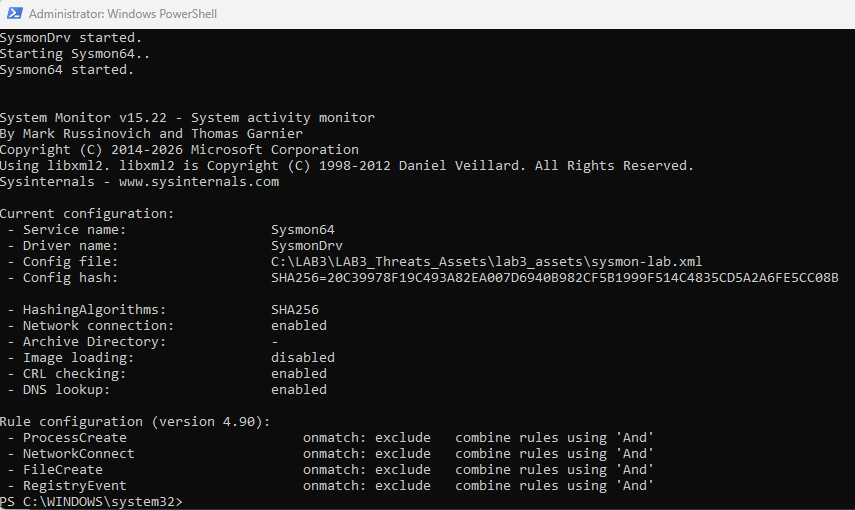 Administrator: Windows PowerShell
SysmonDrv started.
Starting Sysmon64..
Sysmon64 started.
System Monitor v15.22 - System activity monitor
By Mark Russinovich and Thomas Garnier
Copyright (C) 2014-2026 Microsoft Corporation
Using libxml2. libxml2 is Copyright (C) 1998-2012 Daniel Veillard. All Rights Reserved.
Sysinternals - www.sysinternals.com
Current configuration:
 - Service name:                  Sysmon64
 - Driver name:                   SysmonDrv
 - Config file:                   C:\LAB3\LAB3_Threats_Assets\lab3_assets\sysmon-lab.xml
 - Config hash:                   SHA256=20C39978F19C493A82EA007D6940B982CF5B1999F514C4835CD5A2A6FE5CC08B
 - HashingAlgorithms:             SHA256
 - Network connection:            enabled
 - Archive Directory:             -
 - Image loading:                 disabled
 - CRL checking:                  enabled
 - DNS lookup:                    enabled
Rule configuration (version 4.90):
 - ProcessCreate                      onmatch: exclude   combine rules using 'And'
 - NetworkConnect                     onmatch: exclude   combine rules using 'And'
 - FileCreate                         onmatch: exclude   combine rules using 'And'
 - RegistryEvent                      onmatch: exclude   combine rules using 'And'
PS C:\WINDOWS\system32>